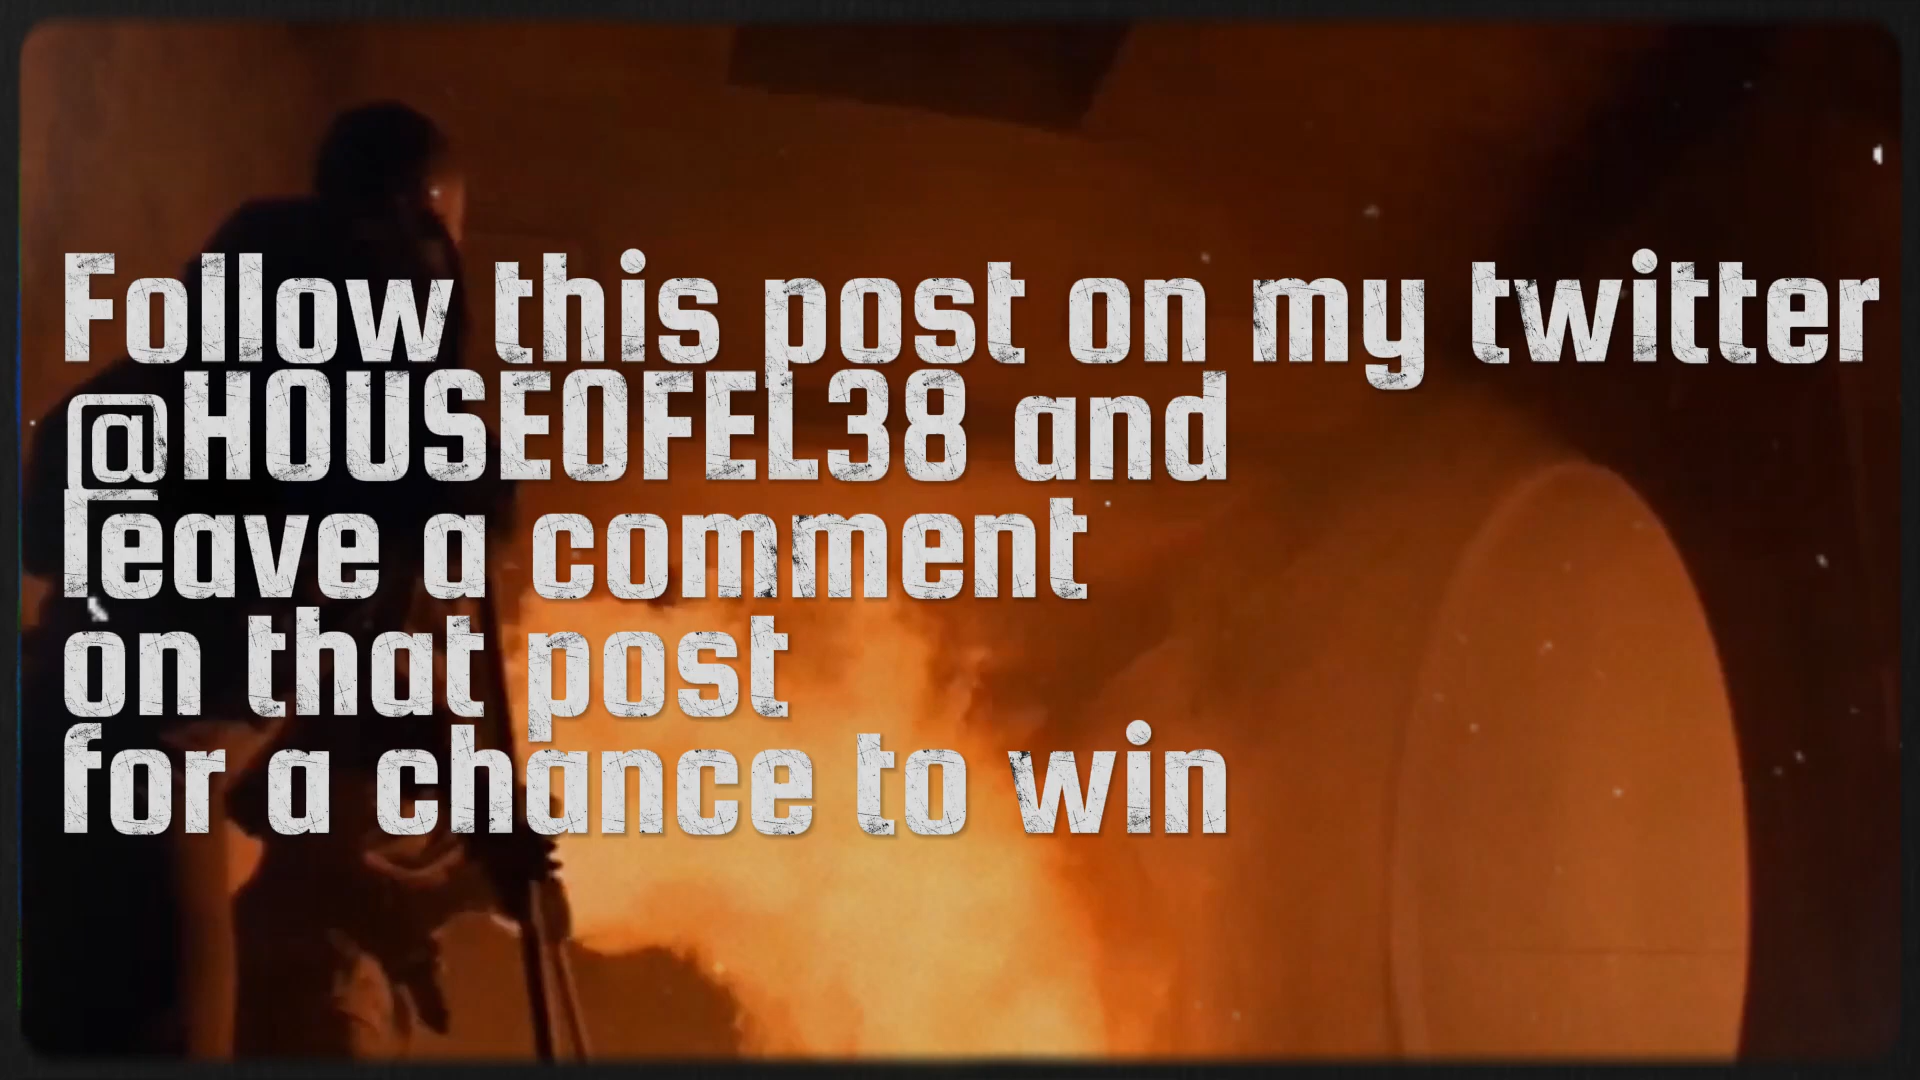 Follow this post on my twitter
@HOUSEOFEL38 and
leave a comment
on that post
for a chance to win